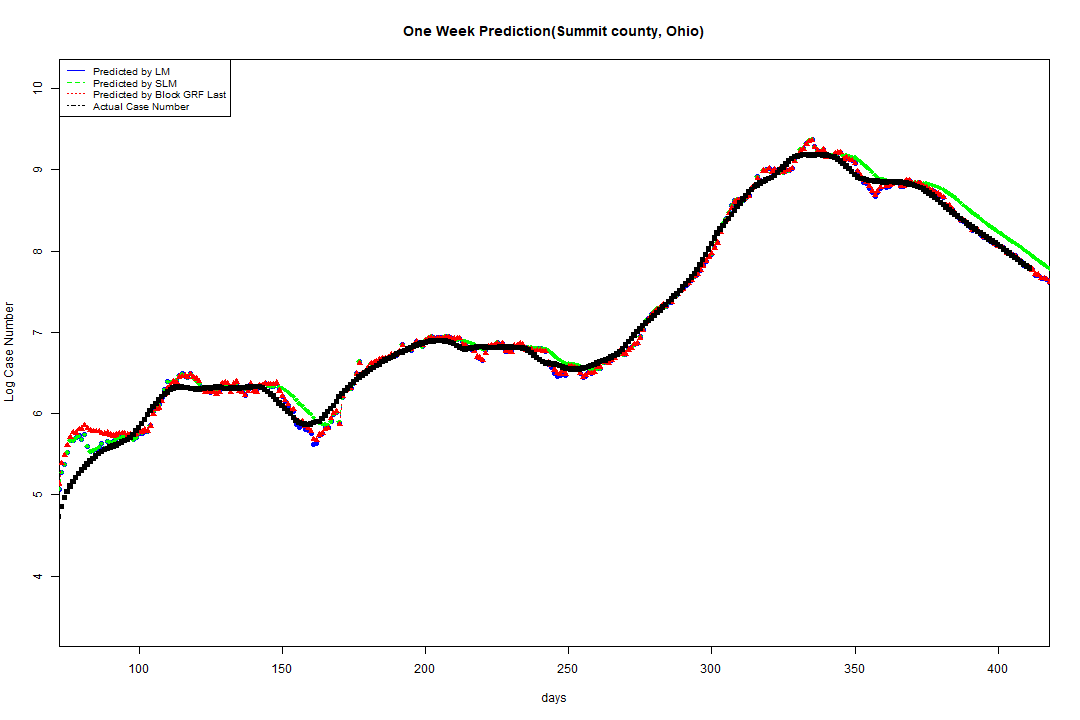 One Week Prediction(Summit county, Ohio)
Predicted by LM
Predicted by SLM
Predicted by Block GRF Last
Actual Case Number
10
9
8
7
6
5
4
Log Case Number
100 150 200 250 300 350 400
days